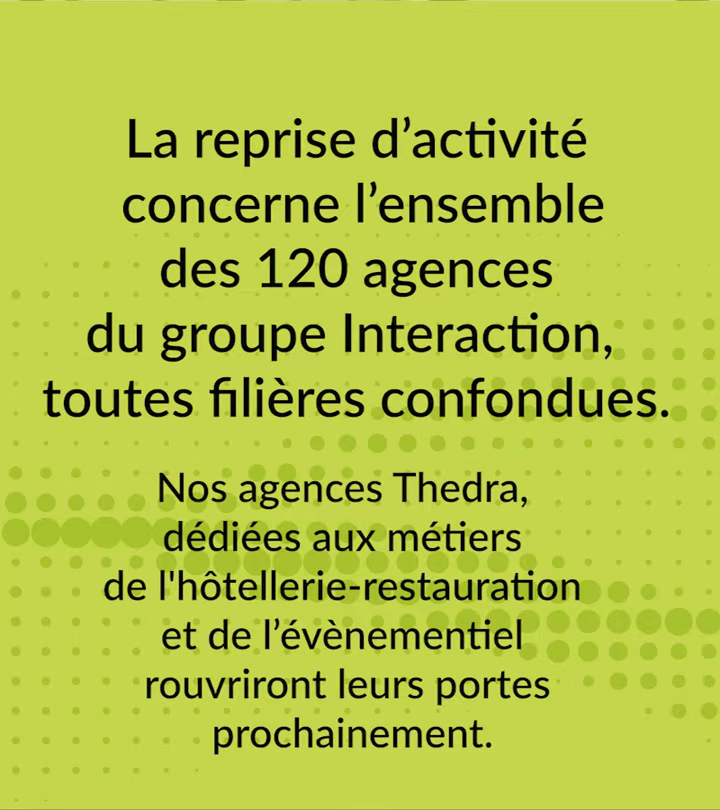 La reprise d’activité
concerne l’ensemble
des 120 agences
du groupe Interaction,
toutes filières confondues.
Nos agences Thedra,
dédiées aux métiers
de l'hôtellerie-restauration
et de l’évènementiel
rouvriront leurs portes
prochainement.